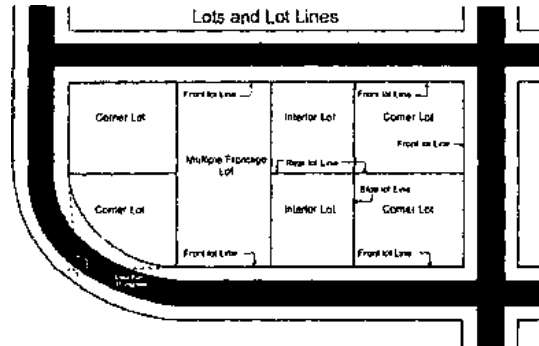 Lots and Lot Lines
Front lot Line
Front lot Line
Corner Lot
Interior Lot
Corner Lot
Front lot Line
Multiple Frontage
Lot
Rear lot Line
Side lot Line
Corner Lot
Interior Lot
Corner Lot
Front lot Line
Front lot Line